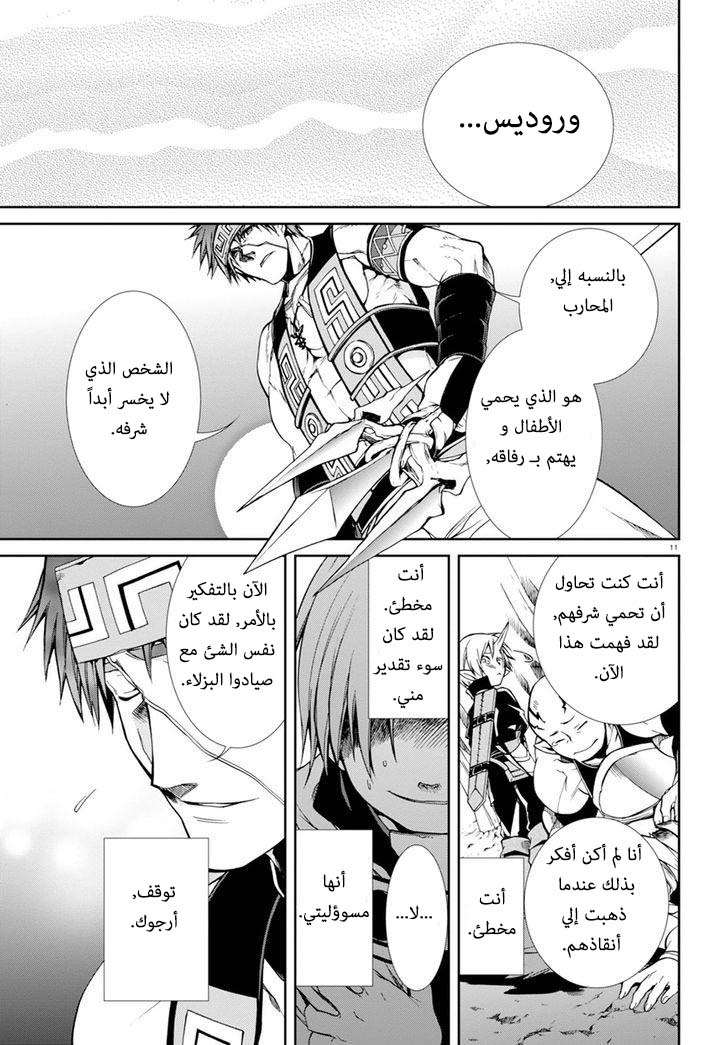 وروديس...
بالنسبه إلي,
المحارب
هو الذي يحمي
الأطفال و
يهتم بـ رفاقه,
الشخص الذي
لا يخسر أبداً
شرفه.
11
أنت كنت تحاول
أن تحمي شرفهم,
لقد فهمت هذا
الآن.
أنا لم أكن أفكر
بذلك عندما
ذهبت إلي
أنقاذهم.
أنت
مخطئ.
أنت
مخطئ.
لقد كان
سوء تقدير
مني.
...لا...
أنها
مسوؤليتي.
الآن بالتفكير
بالأمر, لقد كان
نفس الشئ مع
صيادوا البزلاء.
توقف,
أرجوك.